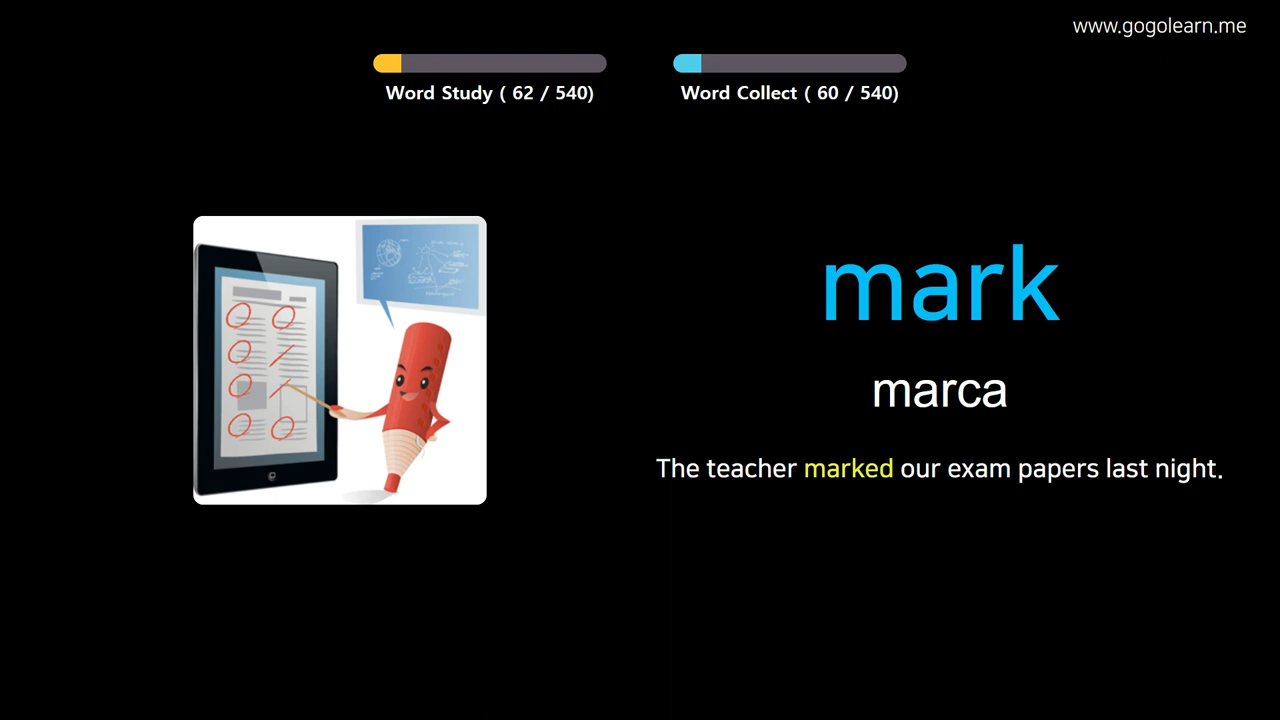 www.gogolearn.me
Word Study ( 62 / 540)
Word Collect ( 60 / 540)
mark
marca
The teacher marked our exam papers last night.